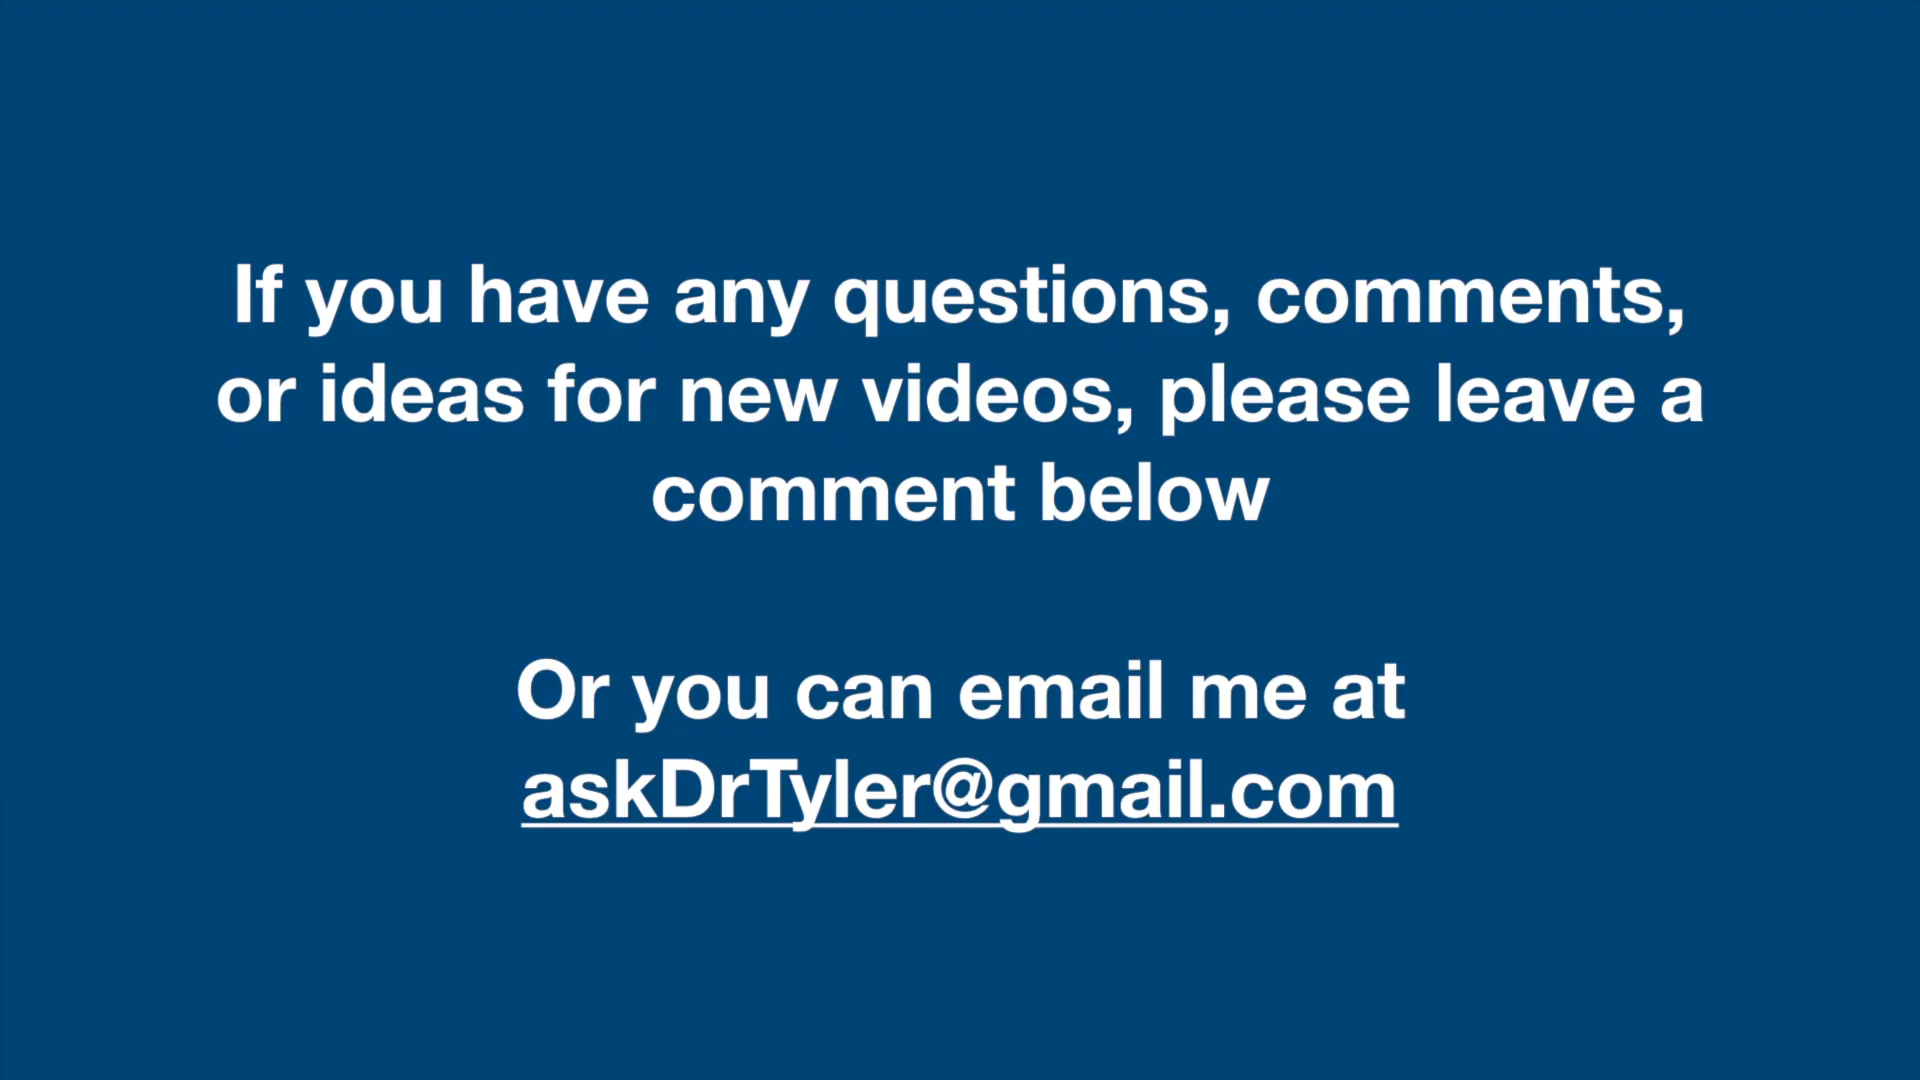 If you have any questions, comments,
or ideas for new videos, please leave a
comment below
Or you can email me at
askDrTyler@gmail.com